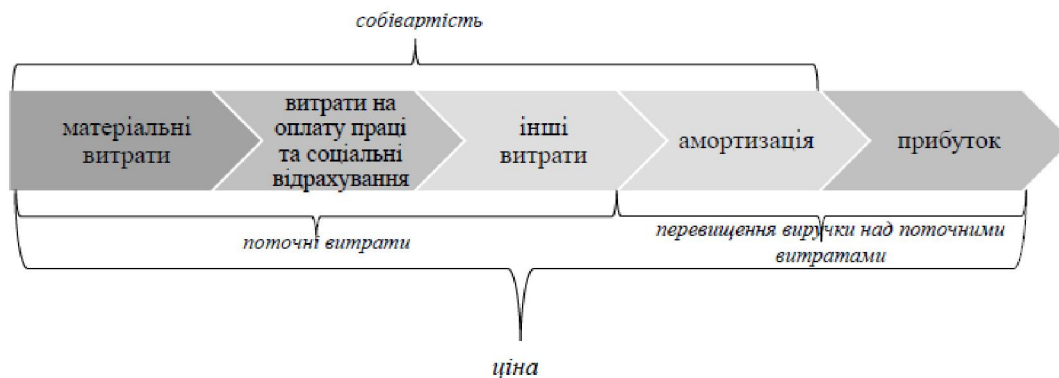 собівартість
матеріальні
витрати
витрати на
оплату праці
та соціальні
відрахування
інші
витрати
амортизація
прибуток
поточні витрати
перевищення виручки над поточними
витратами
ціна